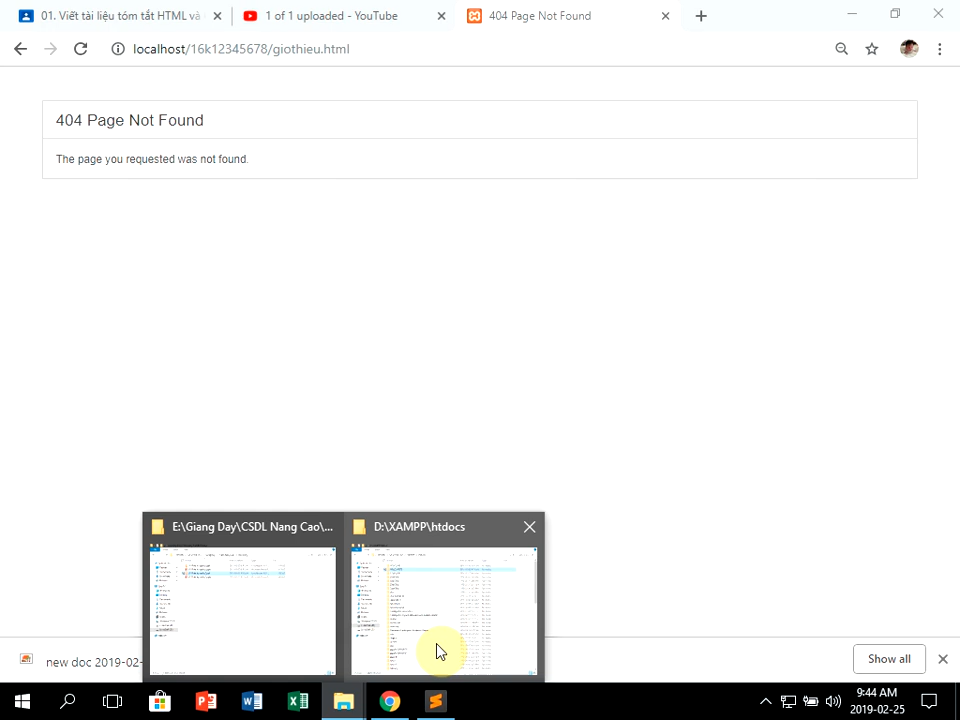 01. Viết tài liệu tóm tắt HTML và
1 of 1 uploaded - YouTube
404 Page Not Found
localhost/16k12345678/giothieu.html
404 Page Not Found
The page you requested was not found.
E:\Giang Day\CSDL Nang Cao\...
D:\XAMPP\htdocs
new doc 2019-02-
Show all
9:44 AM
2019-02-25